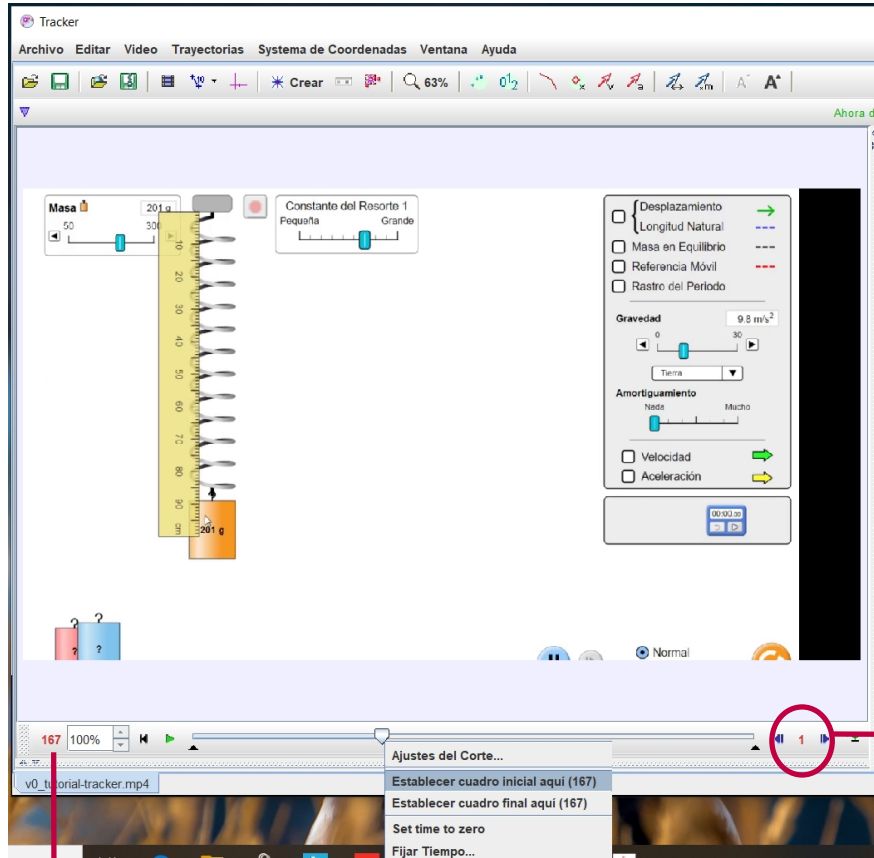 Tracker
Archivo Editar Video Trayectorias Systema de Coordenadas Ventana Ayuda
Crear 63%
Ahora d
Masa 201 g
50 300
Constante del Resorte 1
Pequeña Grande
10
20
30
40
50
60
70
80
90
cm
201 g
Desplazamiento
Longitud Natural
Masa en Equilibrio
Referencia Móvil
Rastro del Periodo
Gravedad 9.8 m/s²
0 30
Tierra
Amortiguamiento
Nada Mucho
Velocidad
Aceleración
00:00.00
? ?
? ?
Normal
167 100% 1
Ajustes del Corte...
Establecer cuadro inicial aquí (167)
Establecer cuadro final aquí (167)
Set time to zero
Fijar Tiempo...
v0_tutorial-tracker.mp4